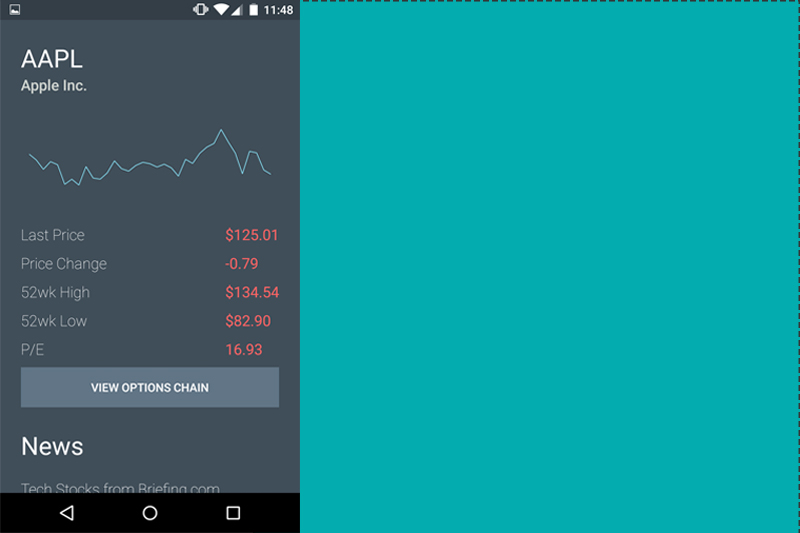 11:48
AAPL
Apple Inc.
Last Price $125.01
Price Change -0.79
52wk High $134.54
52wk Low $82.90
P/E 16.93
VIEW OPTIONS CHAIN
News
Tech Stocks from Briefing.com